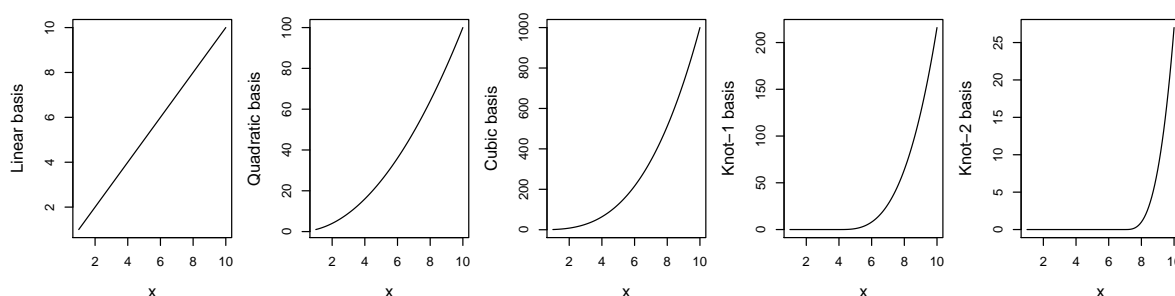 Linear basis
2 4 6 8 10
2 4 6 8 10
x
Quadratic basis
0 20 40 60 80 100
2 4 6 8 10
x
Cubic basis
0 200 400 600 800 1000
2 4 6 8 10
x
Knot−1 basis
0 50 100 150 200
2 4 6 8 10
x
Knot−2 basis
0 5 10 15 20 25
2 4 6 8 10
x